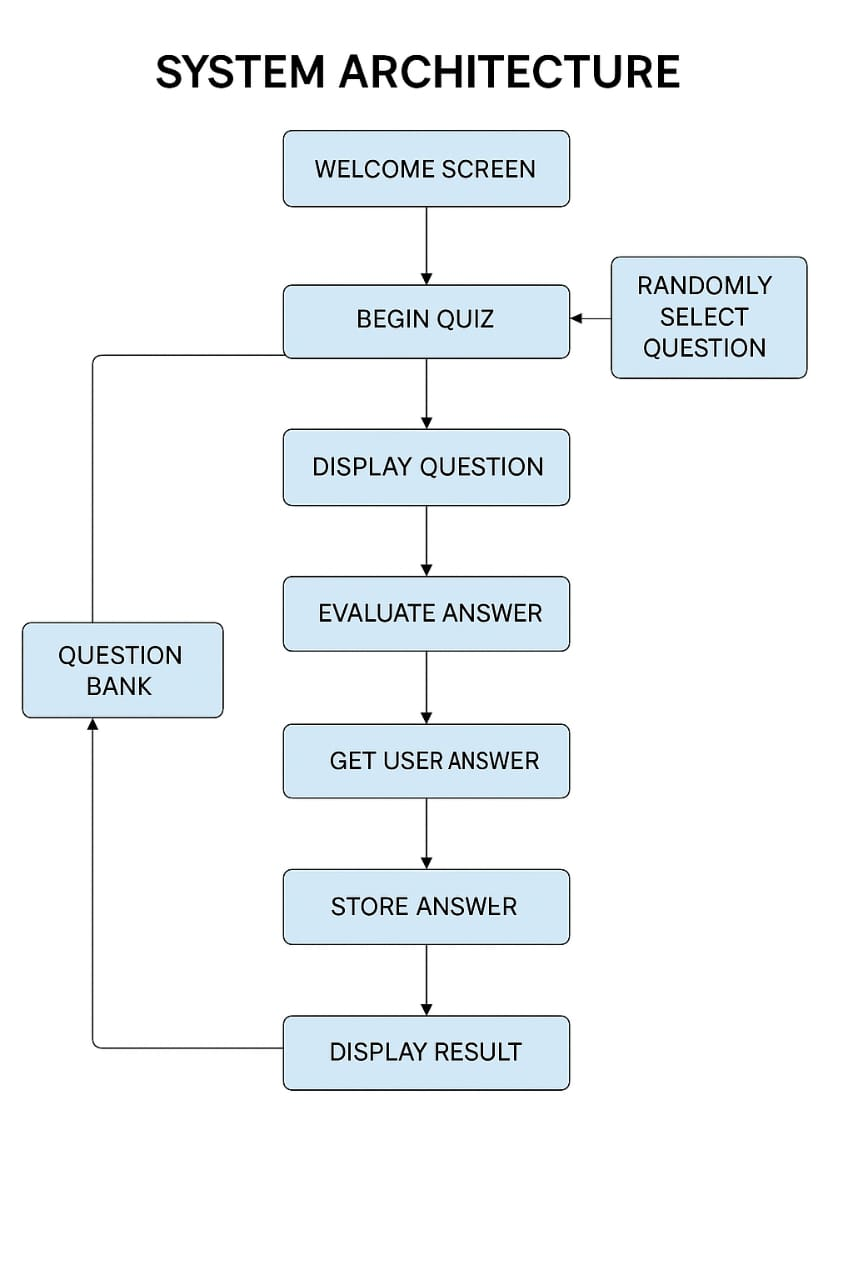 SYSTEM ARCHITECTURE
WELCOME SCREEN
BEGIN QUIZ
RANDOMLY
SELECT
QUESTION
DISPLAY QUESTION
EVALUATE ANSWER
QUESTION
BANK
GET USER ANSWER
STORE ANSWER
DISPLAY RESULT